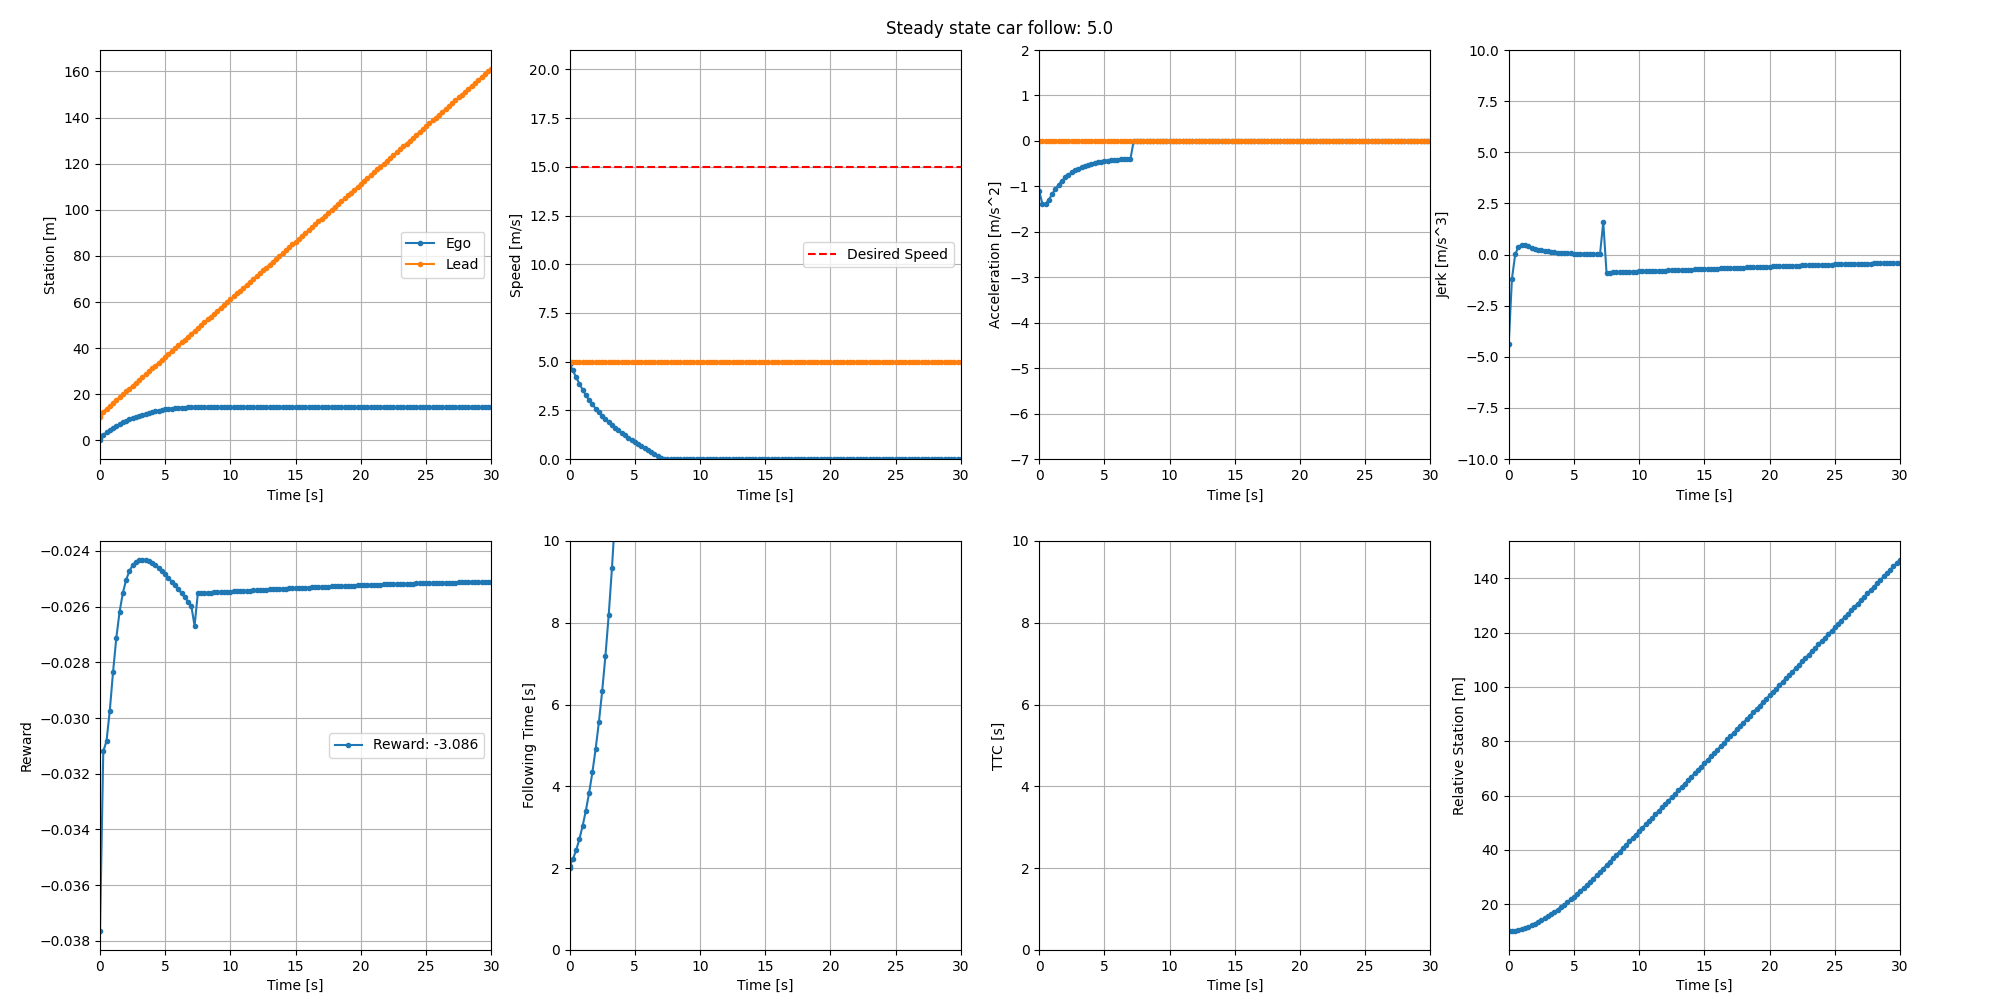 Steady state car follow: 5.0
160
140
120
100
80
60
40
20
0
Station [m]
Ego
Lead
0 5 10 15 20 25 30
Time [s]
20.0
17.5
15.0
12.5
10.0
7.5
5.0
2.5
0.0
Speed [m/s]
Desired Speed
0 5 10 15 20 25 30
Time [s]
2
1
0
−1
−2
−3
−4
−5
−6
−7
Acceleration [m/s^2]
0 5 10 15 20 25 30
Time [s]
10.0
7.5
5.0
2.5
0.0
−2.5
−5.0
−7.5
−10.0
Jerk [m/s^3]
0 5 10 15 20 25 30
Time [s]
−0.024
−0.026
−0.028
−0.030
−0.032
−0.034
−0.036
−0.038
Reward
Reward: -3.086
0 5 10 15 20 25 30
Time [s]
10
8
6
4
2
0
Following Time [s]
0 5 10 15 20 25 30
Time [s]
10
8
6
4
2
0
TTC [s]
0 5 10 15 20 25 30
Time [s]
140
120
100
80
60
40
20
Relative Station [m]
0 5 10 15 20 25 30
Time [s]